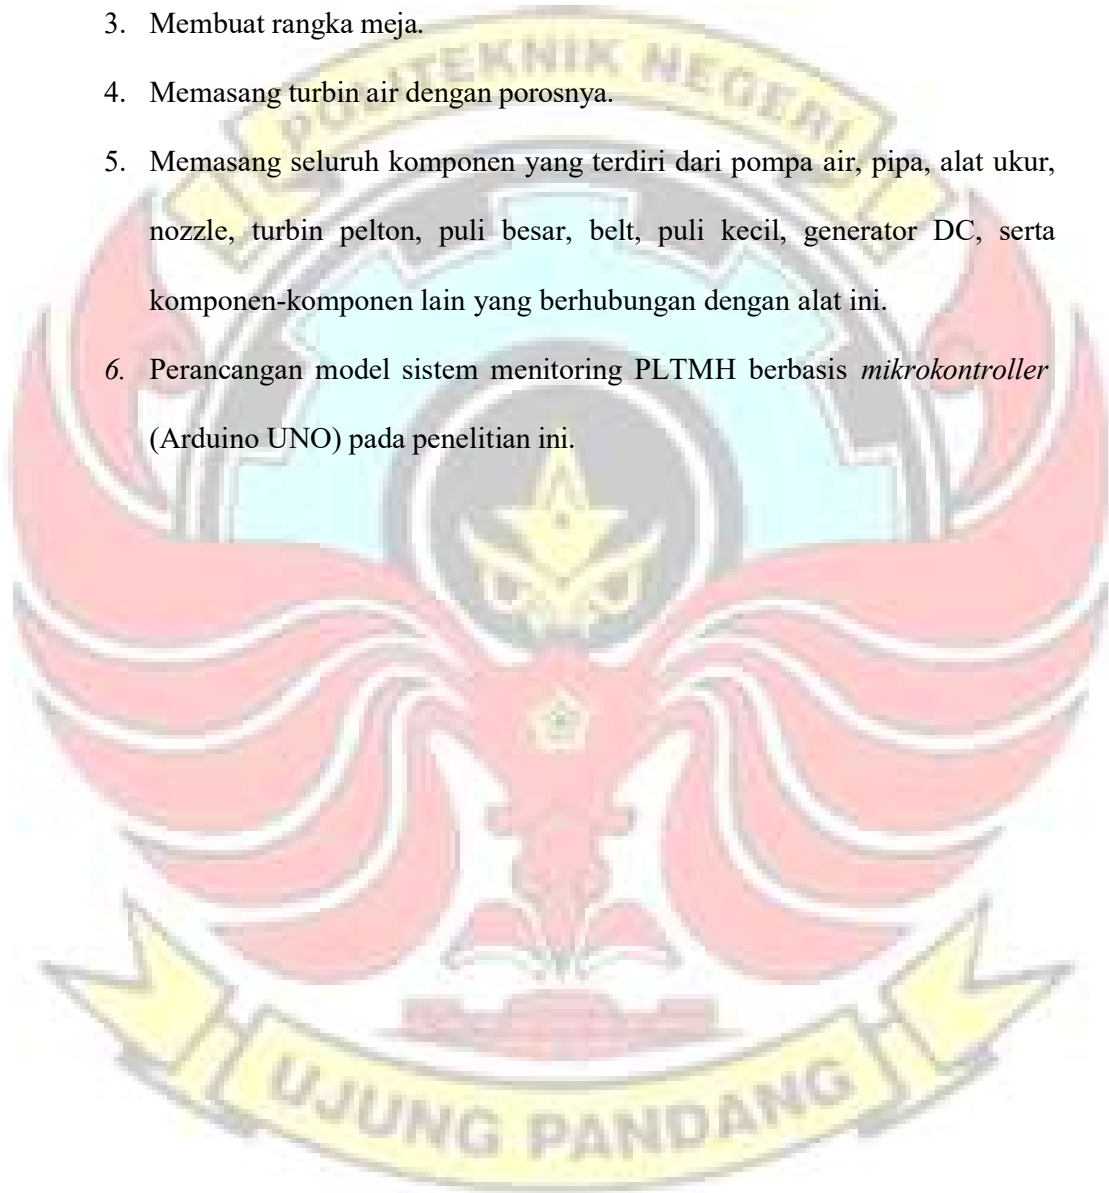 3. Membuat rangka meja.
POLITEKNIK NEGERI
4. Memasang turbin air dengan porosnya.
5. Memasang seluruh komponen yang terdiri dari pompa air, pipa, alat ukur,
nozzle, turbin pelton, puli besar, belt, puli kecil, generator DC, serta
komponen-komponen lain yang berhubungan dengan alat ini.
6. Perancangan model sistem menitoring PLTMH berbasis mikrokontroller
(Arduino UNO) pada penelitian ini.
UJUNG PANDANG